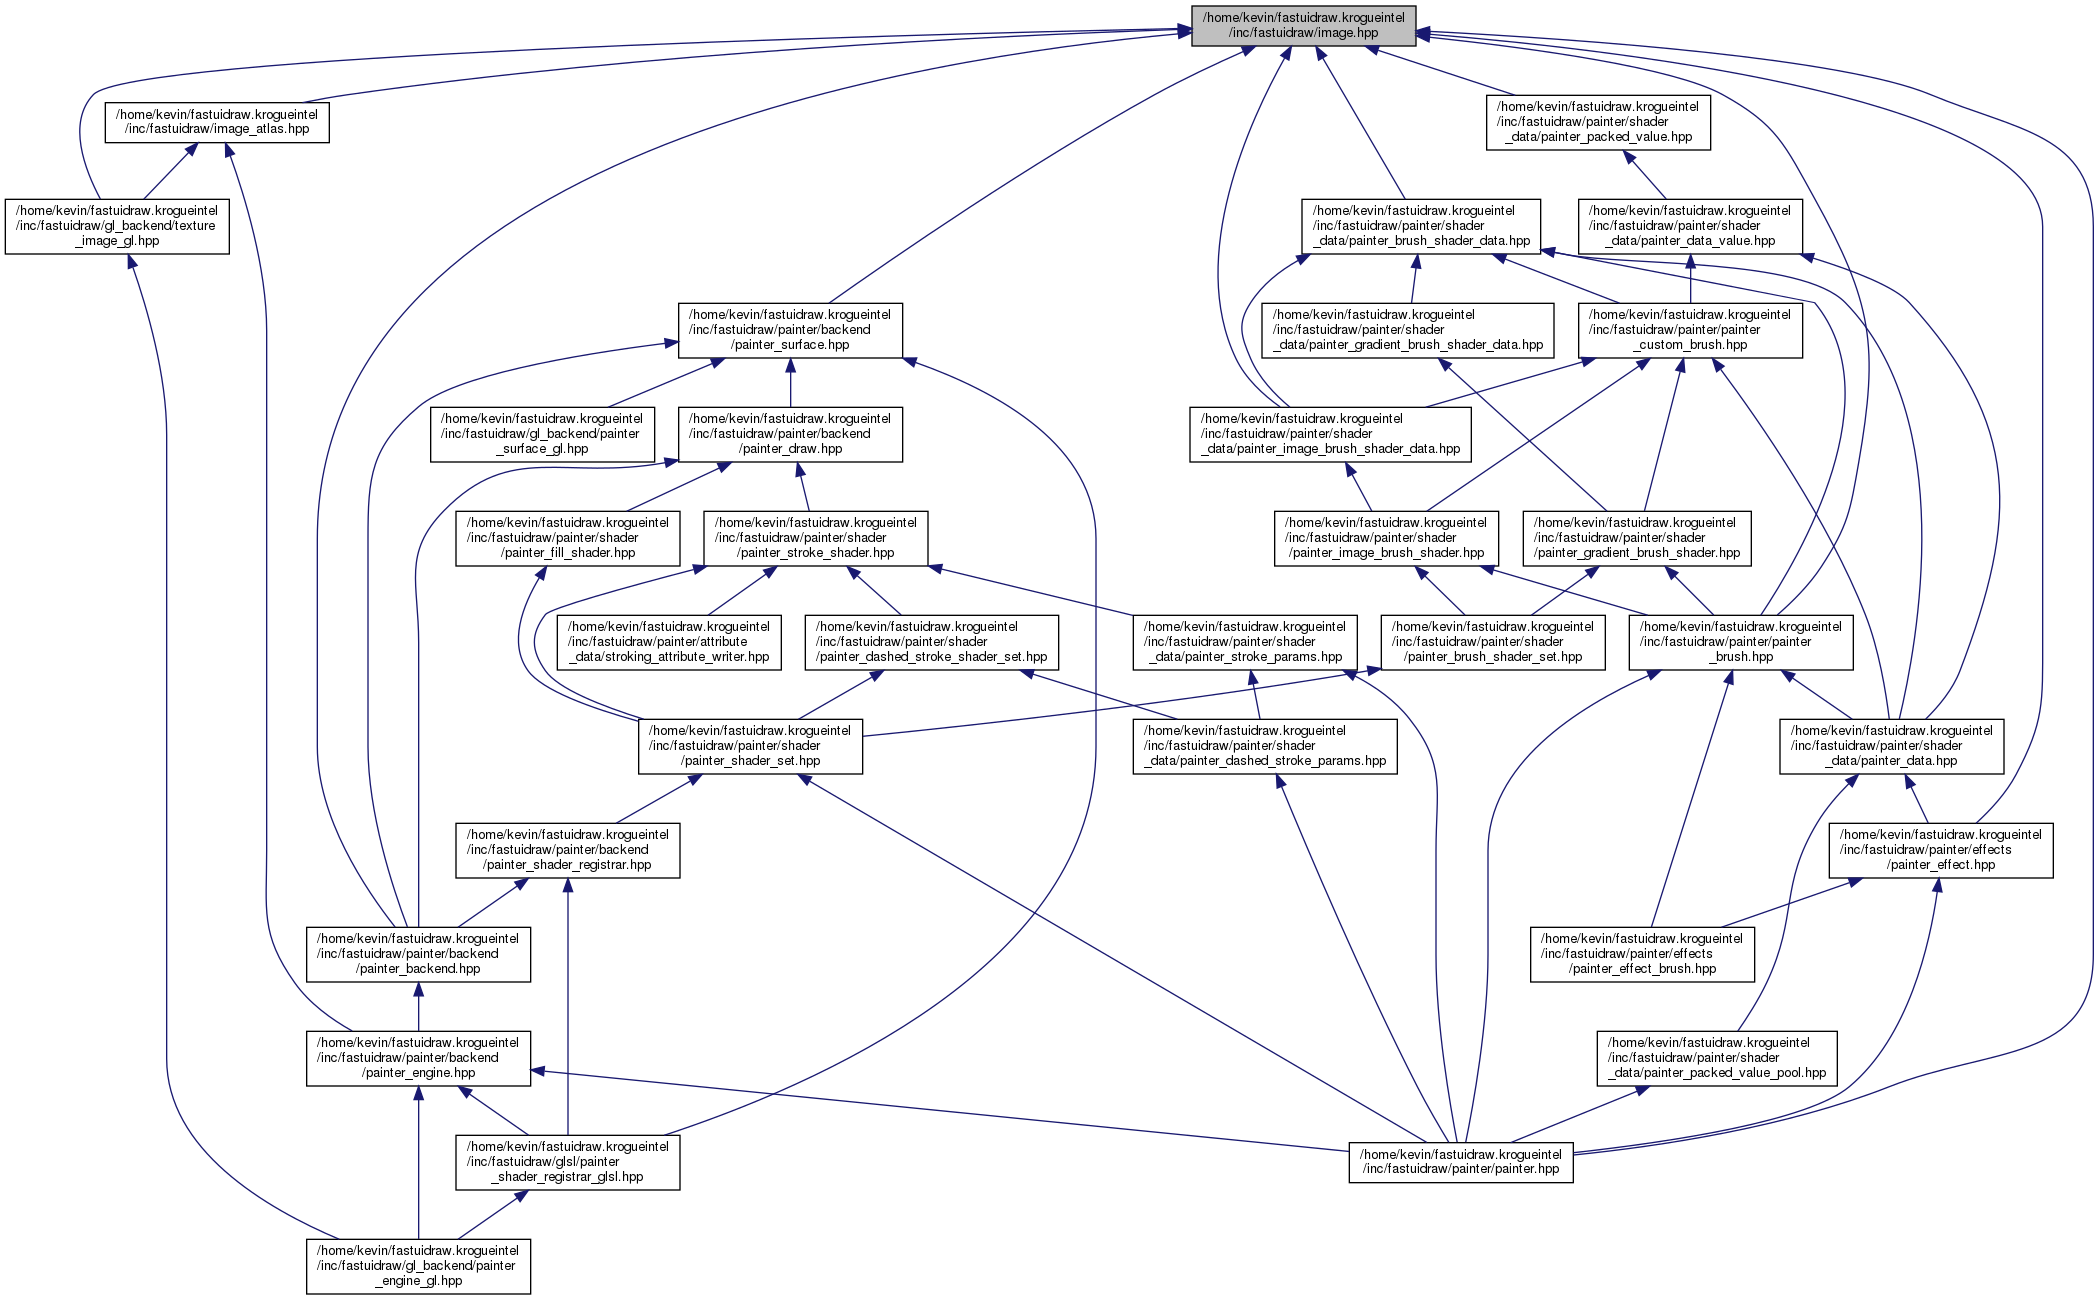 /home/kevin/fastuidraw.krogueintel
/inc/fastuidraw/image.hpp
/home/kevin/fastuidraw.krogueintel
/inc/fastuidraw/image_atlas.hpp
/home/kevin/fastuidraw.krogueintel
/inc/fastuidraw/painter/shader
_data/painter_packed_value.hpp
/home/kevin/fastuidraw.krogueintel
/inc/fastuidraw/gl_backend/texture
_image_gl.hpp
/home/kevin/fastuidraw.krogueintel
/inc/fastuidraw/painter/shader
_data/painter_brush_shader_data.hpp
/home/kevin/fastuidraw.krogueintel
/inc/fastuidraw/painter/shader
_data/painter_data_value.hpp
/home/kevin/fastuidraw.krogueintel
/inc/fastuidraw/painter/backend
/painter_surface.hpp
/home/kevin/fastuidraw.krogueintel
/inc/fastuidraw/painter/shader
_data/painter_gradient_brush_shader_data.hpp
/home/kevin/fastuidraw.krogueintel
/inc/fastuidraw/painter/painter
_custom_brush.hpp
/home/kevin/fastuidraw.krogueintel
/inc/fastuidraw/gl_backend/painter
_surface_gl.hpp
/home/kevin/fastuidraw.krogueintel
/inc/fastuidraw/painter/backend
/painter_draw.hpp
/home/kevin/fastuidraw.krogueintel
/inc/fastuidraw/painter/shader
_data/painter_image_brush_shader_data.hpp
/home/kevin/fastuidraw.krogueintel
/inc/fastuidraw/painter/shader
/painter_fill_shader.hpp
/home/kevin/fastuidraw.krogueintel
/inc/fastuidraw/painter/shader
/painter_stroke_shader.hpp
/home/kevin/fastuidraw.krogueintel
/inc/fastuidraw/painter/shader
/painter_image_brush_shader.hpp
/home/kevin/fastuidraw.krogueintel
/inc/fastuidraw/painter/shader
/painter_gradient_brush_shader.hpp
/home/kevin/fastuidraw.krogueintel
/inc/fastuidraw/painter/attribute
_data/stroking_attribute_writer.hpp
/home/kevin/fastuidraw.krogueintel
/inc/fastuidraw/painter/shader
/painter_dashed_stroke_shader_set.hpp
/home/kevin/fastuidraw.krogueintel
/inc/fastuidraw/painter/shader
_data/painter_stroke_params.hpp
/home/kevin/fastuidraw.krogueintel
/inc/fastuidraw/painter/shader
/painter_brush_shader_set.hpp
/home/kevin/fastuidraw.krogueintel
/inc/fastuidraw/painter/painter
_brush.hpp
/home/kevin/fastuidraw.krogueintel
/inc/fastuidraw/painter/shader
/painter_shader_set.hpp
/home/kevin/fastuidraw.krogueintel
/inc/fastuidraw/painter/shader
_data/painter_dashed_stroke_params.hpp
/home/kevin/fastuidraw.krogueintel
/inc/fastuidraw/painter/shader
_data/painter_data.hpp
/home/kevin/fastuidraw.krogueintel
/inc/fastuidraw/painter/backend
/painter_shader_registrar.hpp
/home/kevin/fastuidraw.krogueintel
/inc/fastuidraw/painter/effects
/painter_effect.hpp
/home/kevin/fastuidraw.krogueintel
/inc/fastuidraw/painter/backend
/painter_backend.hpp
/home/kevin/fastuidraw.krogueintel
/inc/fastuidraw/painter/effects
/painter_effect_brush.hpp
/home/kevin/fastuidraw.krogueintel
/inc/fastuidraw/painter/backend
/painter_engine.hpp
/home/kevin/fastuidraw.krogueintel
/inc/fastuidraw/painter/shader
_data/painter_packed_value_pool.hpp
/home/kevin/fastuidraw.krogueintel
/inc/fastuidraw/glsl/painter
_shader_registrar_glsl.hpp
/home/kevin/fastuidraw.krogueintel
/inc/fastuidraw/painter/painter.hpp
/home/kevin/fastuidraw.krogueintel
/inc/fastuidraw/gl_backend/painter
_engine_gl.hpp